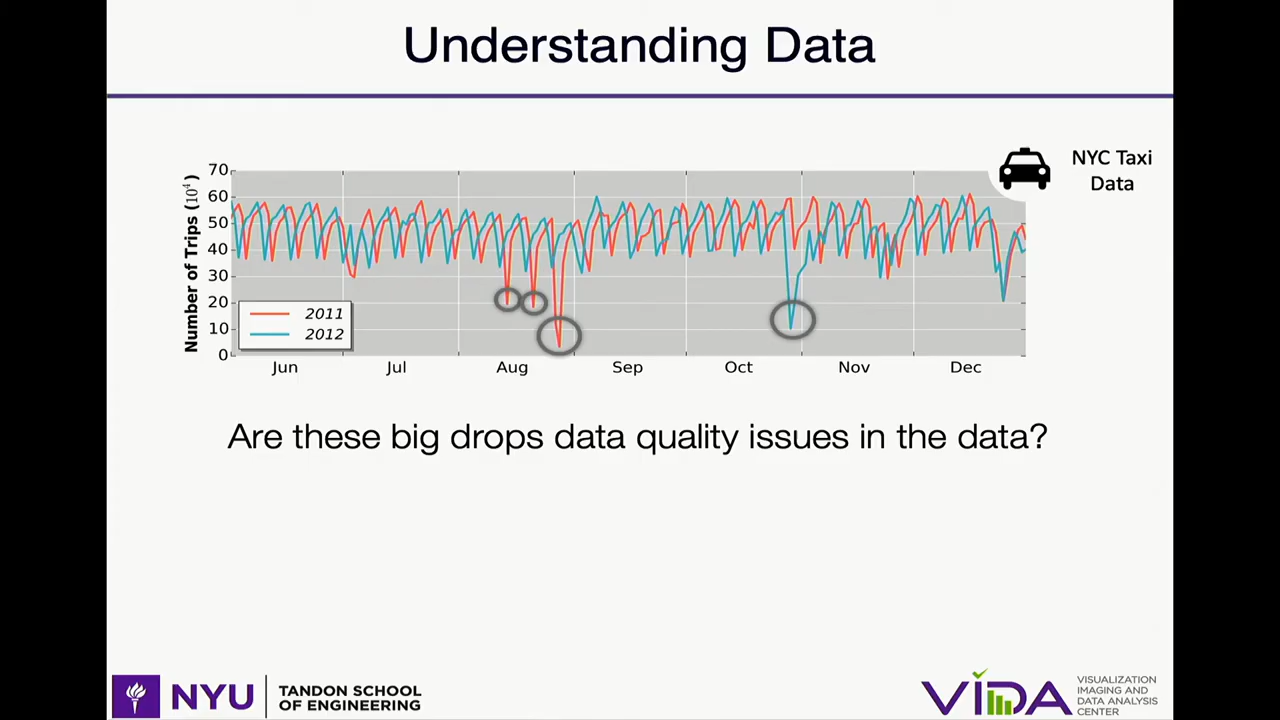 Understanding Data
NYC Taxi
Data
Number of Trips (10⁴)
70
60
50
40
30
20
10
0
2011
2012
Jun
Jul
Aug
Sep
Oct
Nov
Dec
Are these big drops data quality issues in the data?
NYU
TANDON SCHOOL
OF ENGINEERING
VIDA
VISUALIZATION
IMAGING AND
DATA ANALYSIS
CENTER